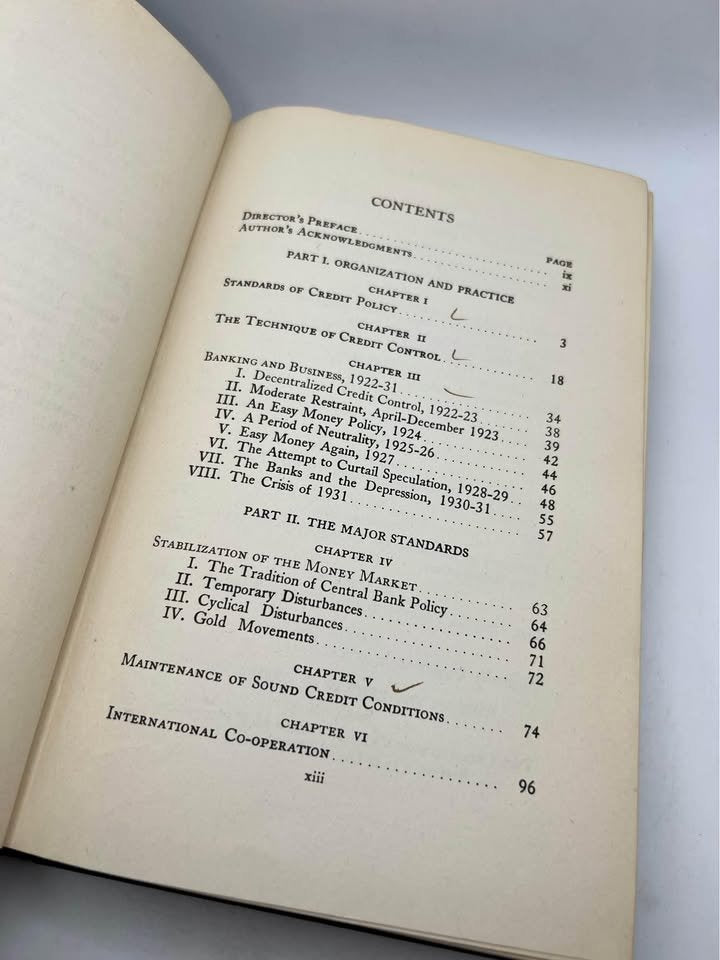 CONTENTS
PAGE
Director's Preface ix
Author's Acknowledgments xi
PART I. ORGANIZATION AND PRACTICE
CHAPTER I
Standards of Credit Policy 3
CHAPTER II
The Technique of Credit Control 18
CHAPTER III
Banking and Business, 1922-31 34
I. Decentralized Credit Control, 1922-23 38
II. Moderate Restraint, April-December 1923 39
III. An Easy Money Policy, 1924 42
IV. A Period of Neutrality, 1925-26 44
V. Easy Money Again, 1927 46
VI. The Attempt to Curtail Speculation, 1928-29 48
VII. The Banks and the Depression, 1930-31 55
VIII. The Crisis of 1931 57
PART II. THE MAJOR STANDARDS
CHAPTER IV
Stabilization of the Money Market 63
I. The Tradition of Central Bank Policy 64
II. Temporary Disturbances 66
III. Cyclical Disturbances 71
IV. Gold Movements 72
CHAPTER V
Maintenance of Sound Credit Conditions 74
CHAPTER VI
International Co-operation 96
xiii